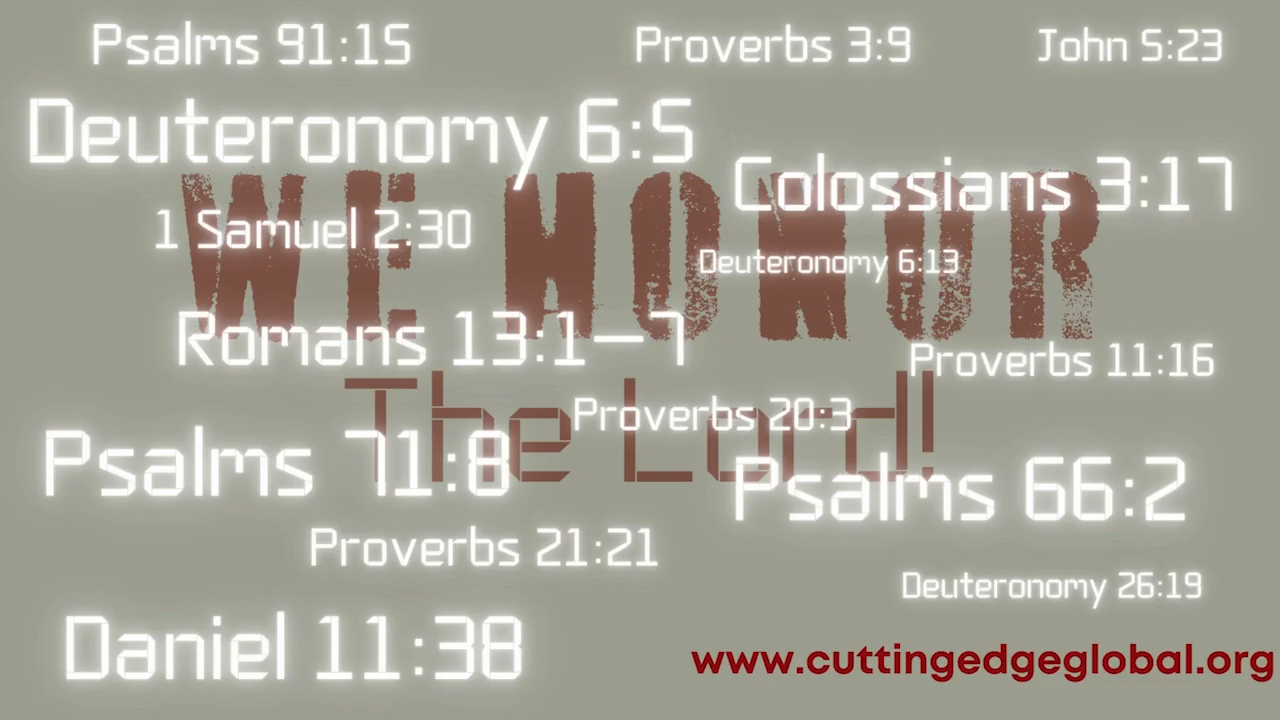 Psalms 91:15
Proverbs 3:9
John 5:23
Deuteronomy 6:5
Colossians 3:17
WE HONOR
1 Samuel 2:30
Deuteronomy 6:13
Romans 13:1–7
Proverbs 11:16
The Lord!
Proverbs 20:3
Psalms 71:8
Psalms 66:2
Proverbs 21:21
Deuteronomy 26:19
Daniel 11:38
www.cuttingedgeglobal.org